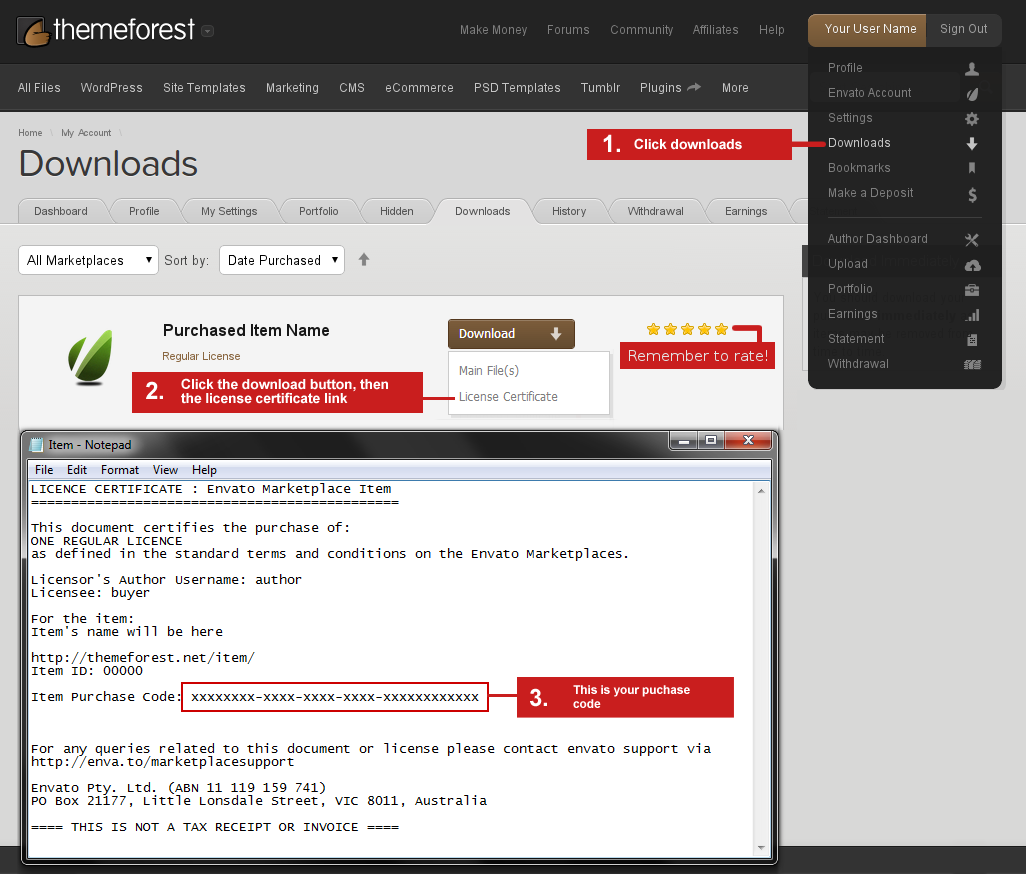 themeforest
Make Money Forums Community Affiliates Help
Your User Name Sign Out
All Files WordPress Site Templates Marketing CMS eCommerce PSD Templates Tumblr Plugins More
Profile
Envato Account
Settings
Downloads
Bookmarks
Make a Deposit
Author Dashboard
Upload
Portfolio
Earnings
Statement
Withdrawal
Home \ My Account \
Downloads
1. Click downloads
Dashboard Profile My Settings Portfolio Hidden Downloads History Withdrawal Earnings
All Marketplaces Sort by: Date Purchased
Purchased Item Name
Regular License
Download
Main File(s)
License Certificate
Remember to rate!
2. Click the download button, then
the license certificate link
Item - Notepad
File Edit Format View Help
LICENCE CERTIFICATE : Envato Marketplace Item
==============================================
This document certifies the purchase of:
ONE REGULAR LICENCE
as defined in the standard terms and conditions on the Envato Marketplaces.
Licensor's Author Username: author
Licensee: buyer
For the item:
Item's name will be here
http://themeforest.net/item/
Item ID: 00000
Item Purchase Code: xxxxxxxx-xxxx-xxxx-xxxx-xxxxxxxxxxxx
3. This is your puchase
code
For any queries related to this document or license please contact envato support via
http://enva.to/marketplacesupport
Envato Pty. Ltd. (ABN 11 119 159 741)
PO Box 21177, Little Lonsdale Street, VIC 8011, Australia
==== THIS IS NOT A TAX RECEIPT OR INVOICE ====